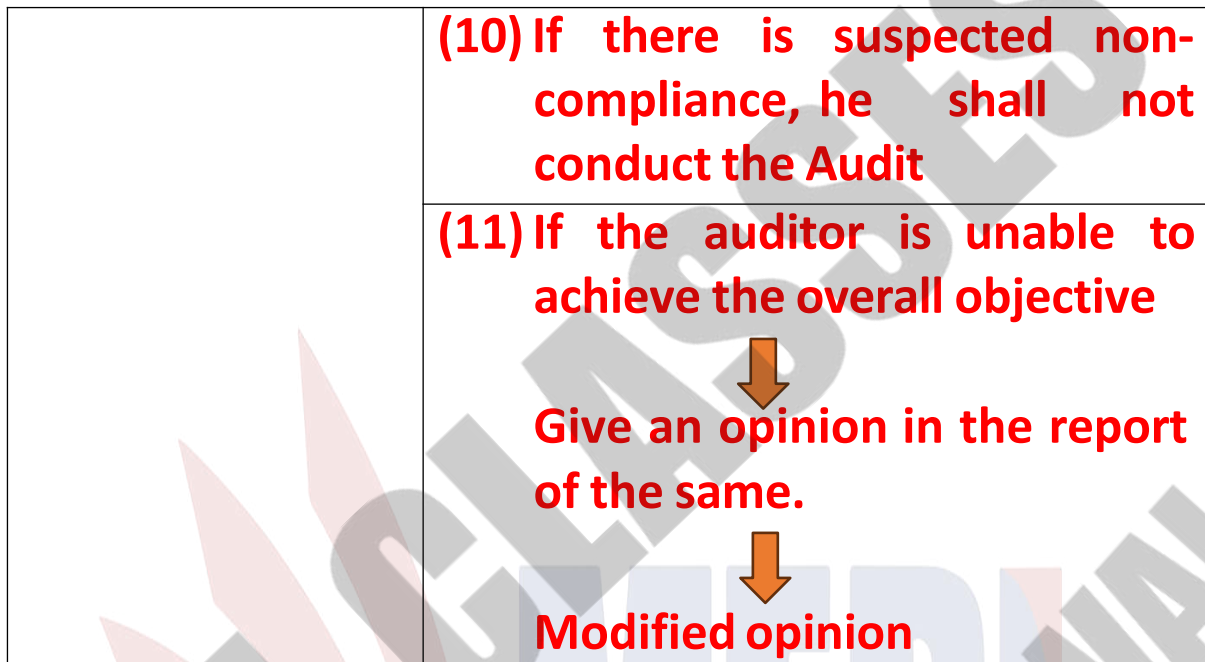 (10) If there is suspected non-
compliance, he shall not
conduct the Audit
(11) If the auditor is unable to
achieve the overall objective
Give an opinion in the report
of the same.
Modified opinion
CLASSES